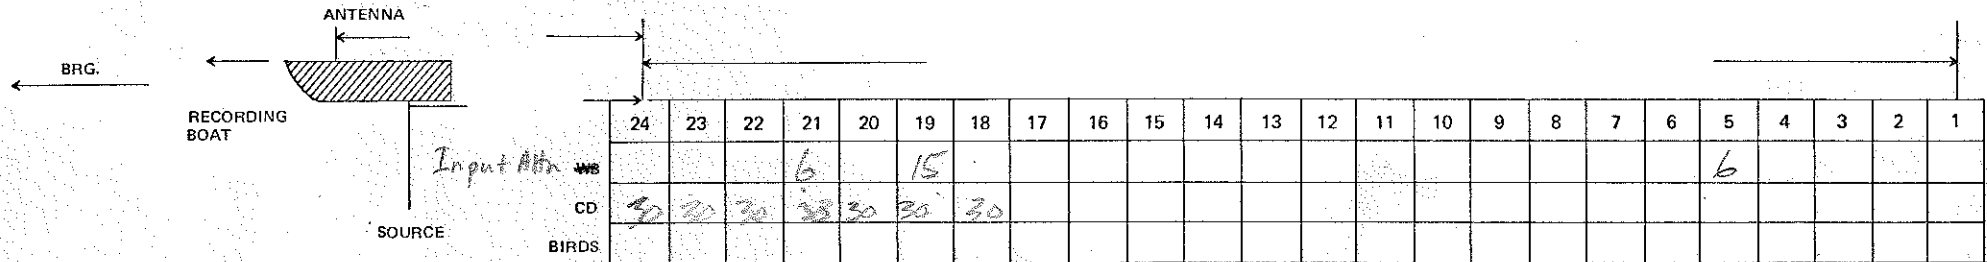 ANTENNA
BRG.
RECORDING
BOAT
SOURCE
24 23 22 21 20 19 18 17 16 15 14 13 12 11 10 9 8 7 6 5 4 3 2 1
Input Attn WB 6 15 6
CD 30 30 30 33 30 30 30
BIRDS